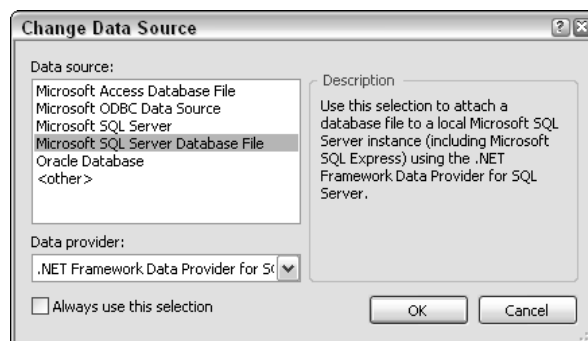 Change Data Source
Data source:
Microsoft Access Database File
Microsoft ODBC Data Source
Microsoft SQL Server
Microsoft SQL Server Database File
Oracle Database
<other>
Data provider:
.NET Framework Data Provider for S
Always use this selection
Description
Use this selection to attach a
database file to a local Microsoft SQL
Server instance (including Microsoft
SQL Express) using the .NET
Framework Data Provider for SQL
Server.
OK
Cancel